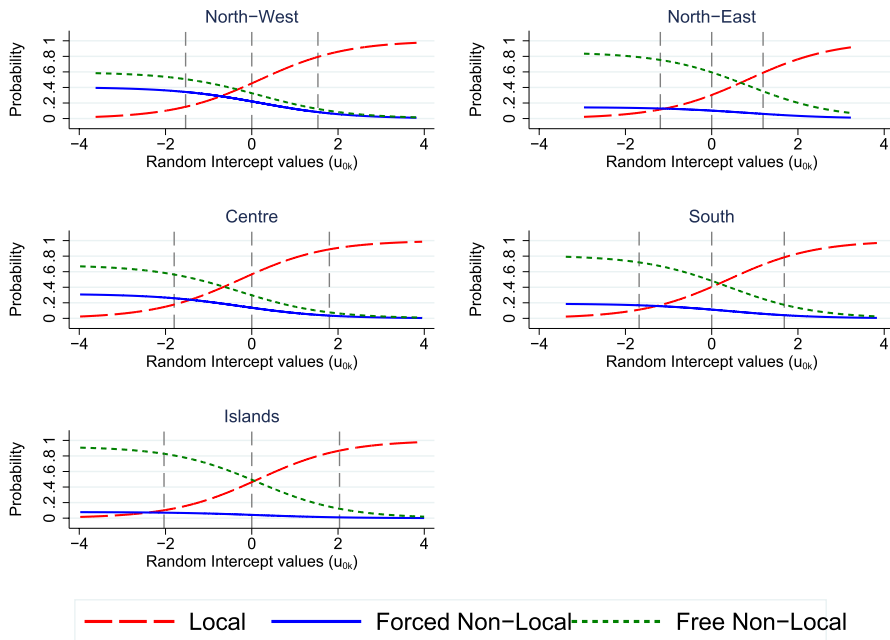 North−West
Probability
0 .2 .4 .6 .8 1
−4 −2 0 2 4
Random Intercept values (u0k)
North−East
Probability
0 .2 .4 .6 .8 1
−4 −2 0 2 4
Random Intercept values (u0k)
Centre
Probability
0 .2 .4 .6 .8 1
−4 −2 0 2 4
Random Intercept values (u0k)
South
Probability
0 .2 .4 .6 .8 1
−4 −2 0 2 4
Random Intercept values (u0k)
Islands
Probability
0 .2 .4 .6 .8 1
−4 −2 0 2 4
Random Intercept values (u0k)
Local Forced Non−Local Free Non−Local